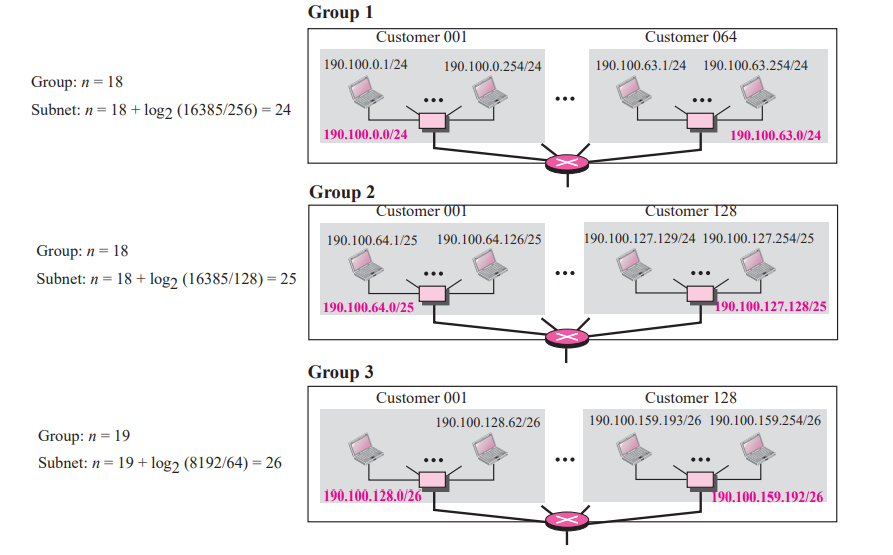 Group 1
Customer 001 Customer 064
190.100.0.1/24 190.100.0.254/24 190.100.63.1/24 190.100.63.254/24
Group: n = 18
Subnet: n = 18 + log2 (16385/256) = 24
... ... ...
190.100.0.0/24 190.100.63.0/24
Group 2
Customer 001 Customer 128
190.100.64.1/25 190.100.64.126/25 190.100.127.129/24 190.100.127.254/25
Group: n = 18
Subnet: n = 18 + log2 (16385/128) = 25
... ... ...
190.100.64.0/25 190.100.127.128/25
Group 3
Customer 001 Customer 128
190.100.128.62/26 190.100.159.193/26 190.100.159.254/26
Group: n = 19
Subnet: n = 19 + log2 (8192/64) = 26
... ... ...
190.100.128.0/26 190.100.159.192/26